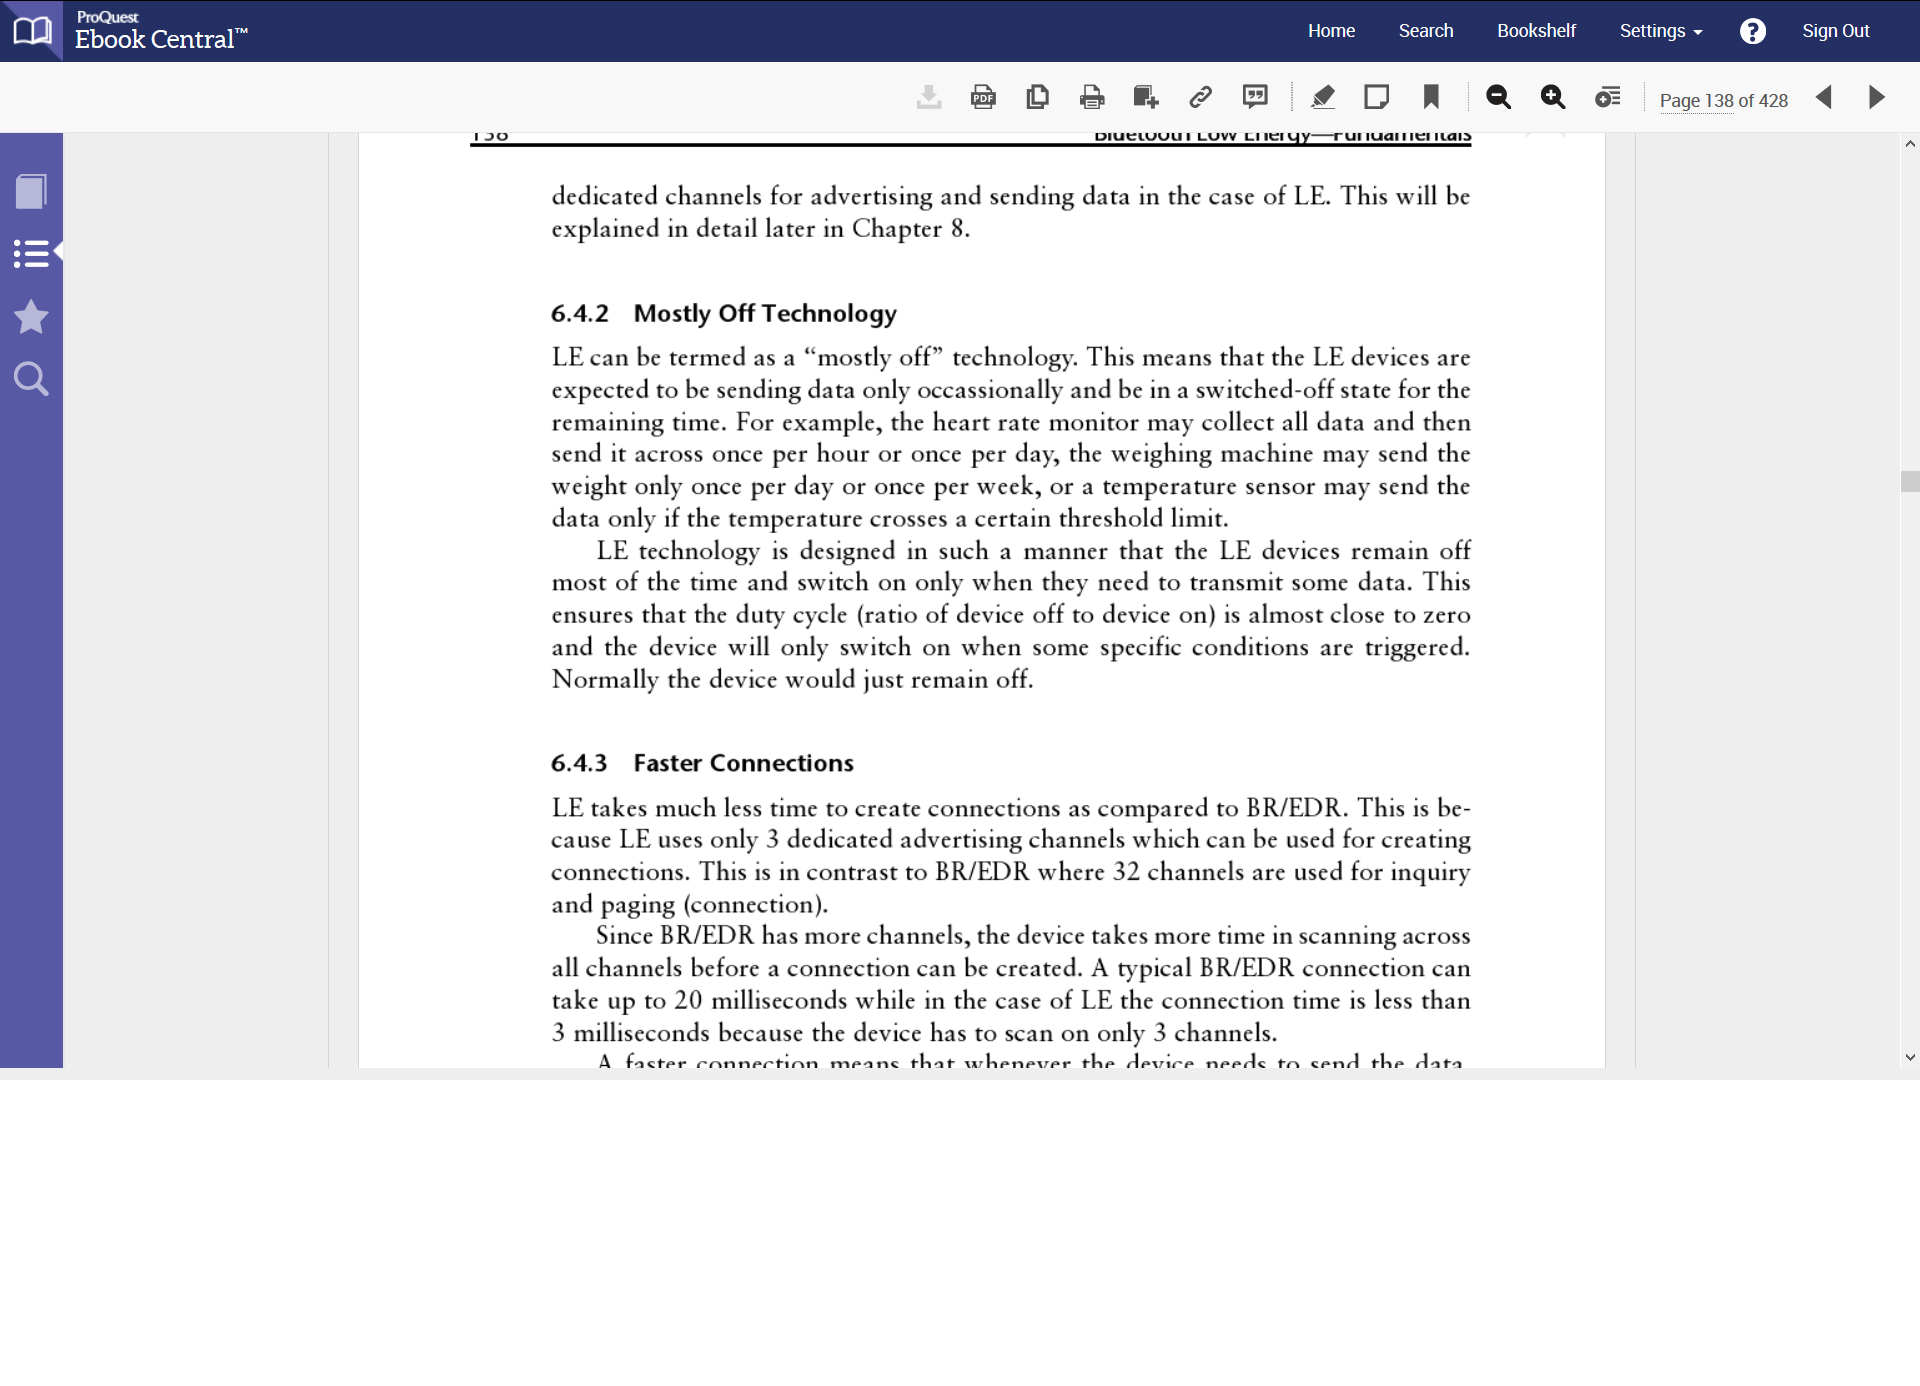 ProQuest
Ebook Central™
Home Search Bookshelf Settings ? Sign Out
PDF
Page 138 of 428
138 Bluetooth Low Energy—Fundamentals
dedicated channels for advertising and sending data in the case of LE. This will be
explained in detail later in Chapter 8.
6.4.2 Mostly Off Technology
LE can be termed as a “mostly off” technology. This means that the LE devices are
expected to be sending data only occassionally and be in a switched-off state for the
remaining time. For example, the heart rate monitor may collect all data and then
send it across once per hour or once per day, the weighing machine may send the
weight only once per day or once per week, or a temperature sensor may send the
data only if the temperature crosses a certain threshold limit.
LE technology is designed in such a manner that the LE devices remain off
most of the time and switch on only when they need to transmit some data. This
ensures that the duty cycle (ratio of device off to device on) is almost close to zero
and the device will only switch on when some specific conditions are triggered.
Normally the device would just remain off.
6.4.3 Faster Connections
LE takes much less time to create connections as compared to BR/EDR. This is be-
cause LE uses only 3 dedicated advertising channels which can be used for creating
connections. This is in contrast to BR/EDR where 32 channels are used for inquiry
and paging (connection).
Since BR/EDR has more channels, the device takes more time in scanning across
all channels before a connection can be created. A typical BR/EDR connection can
take up to 20 milliseconds while in the case of LE the connection time is less than
3 milliseconds because the device has to scan on only 3 channels.
A faster connection means that whenever the device needs to send the data,